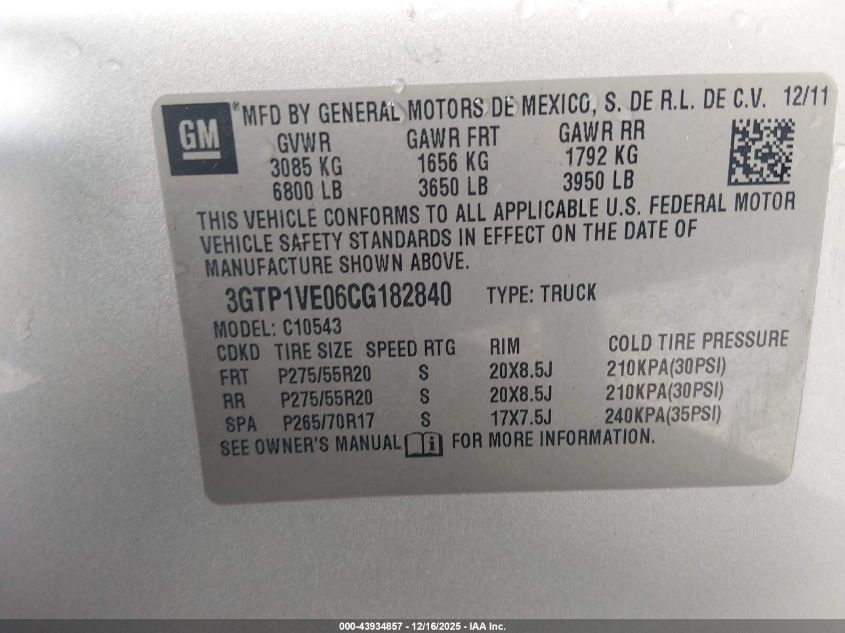 GM
® MFD BY GENERAL MOTORS DE MEXICO, S. DE R.L. DE C.V. 12/11
GVWR GAWR FRT GAWR RR
3085 KG 1656 KG 1792 KG
6800 LB 3650 LB 3950 LB
THIS VEHICLE CONFORMS TO ALL APPLICABLE U.S. FEDERAL MOTOR
VEHICLE SAFETY STANDARDS IN EFFECT ON THE DATE OF
MANUFACTURE SHOWN ABOVE.
3GTP1VE06CG182840 TYPE: TRUCK
MODEL: C10543
CDKD TIRE SIZE SPEED RTG RIM COLD TIRE PRESSURE
FRT P275/55R20 S 20X8.5J 210KPA(30PSI)
RR P275/55R20 S 20X8.5J 210KPA(30PSI)
SPA P265/70R17 S 17X7.5J 240KPA(35PSI)
SEE OWNER'S MANUAL FOR MORE INFORMATION.
000-43934857 - 12/16/2025 - IAA Inc.